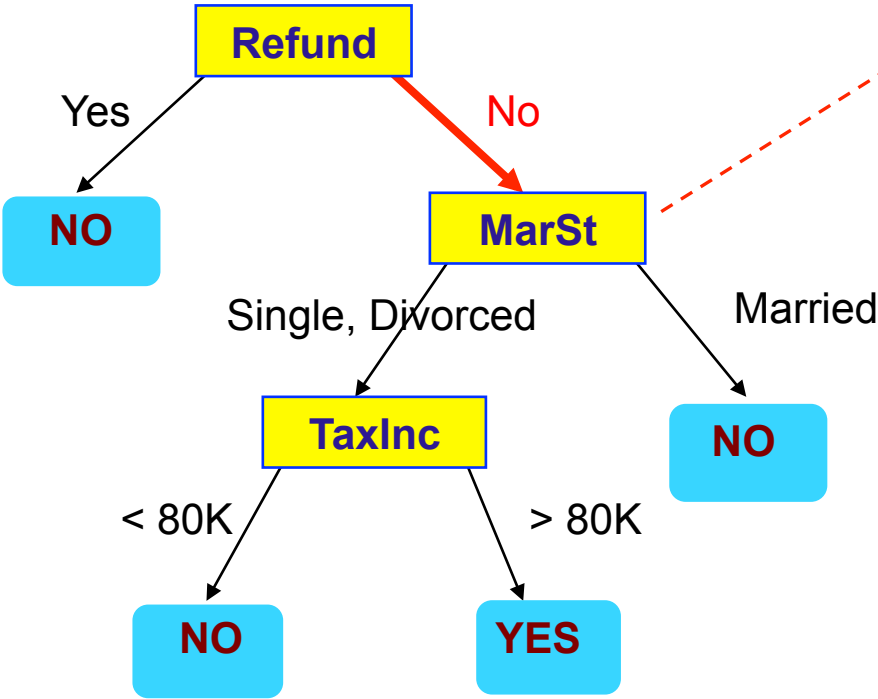 Refund
Yes
No
NO
MarSt
Single, Divorced
Married
TaxInc
NO
< 80K
> 80K
NO
YES